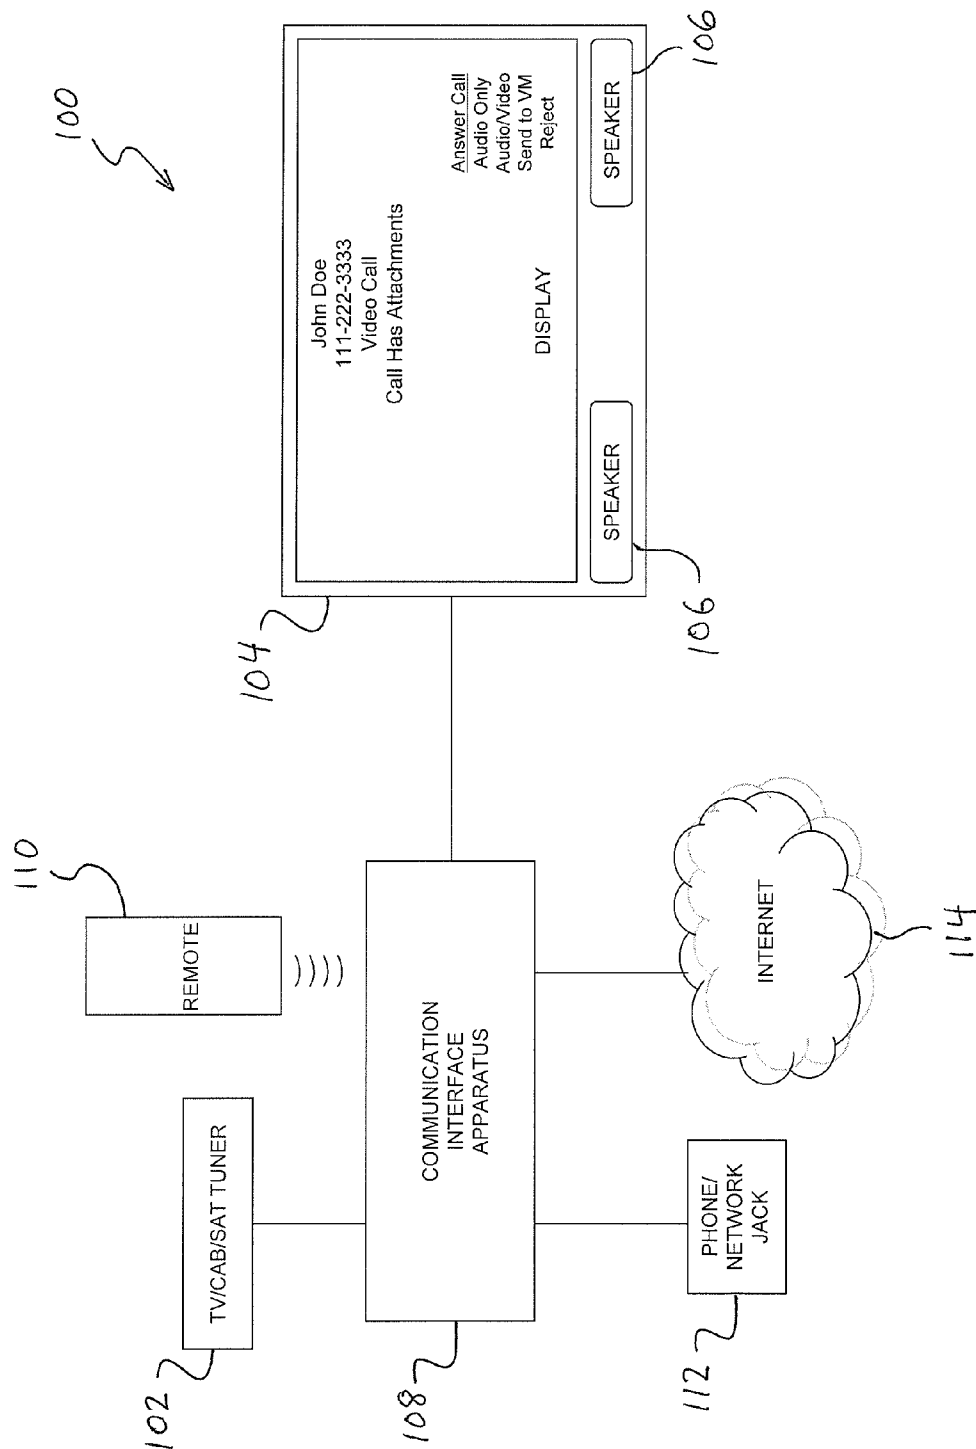 100
110
REMOTE
102
TV/CAB/SAT TUNER
104
John Doe
111-222-3333
Video Call
Call Has Attachments
Answer Call
Audio Only
Audio/Video
Send to VM
Reject
DISPLAY
COMMUNICATION
INTERFACE
APPARATUS
108
SPEAKER
SPEAKER
106
106
PHONE/
NETWORK
JACK
112
INTERNET
114